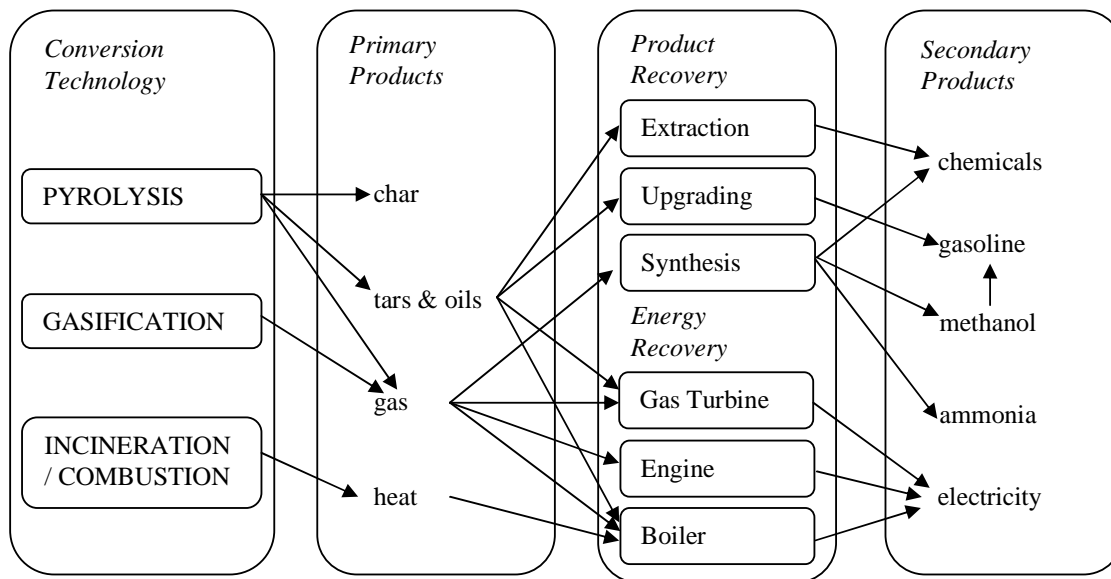 Conversion
Technology
PYROLYSIS
GASIFICATION
INCINERATION
/ COMBUSTION
Primary
Products
char
tars & oils
gas
heat
Product
Recovery
Extraction
Upgrading
Synthesis
Energy
Recovery
Gas Turbine
Engine
Boiler
Secondary
Products
chemicals
gasoline
methanol
ammonia
electricity